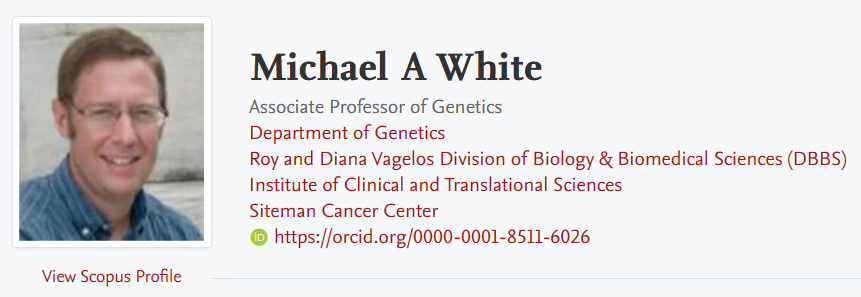 Michael A White
Associate Professor of Genetics
Department of Genetics
Roy and Diana Vagelos Division of Biology & Biomedical Sciences (DBBS)
Institute of Clinical and Translational Sciences
Siteman Cancer Center
iD https://orcid.org/0000-0001-8511-6026
View Scopus Profile